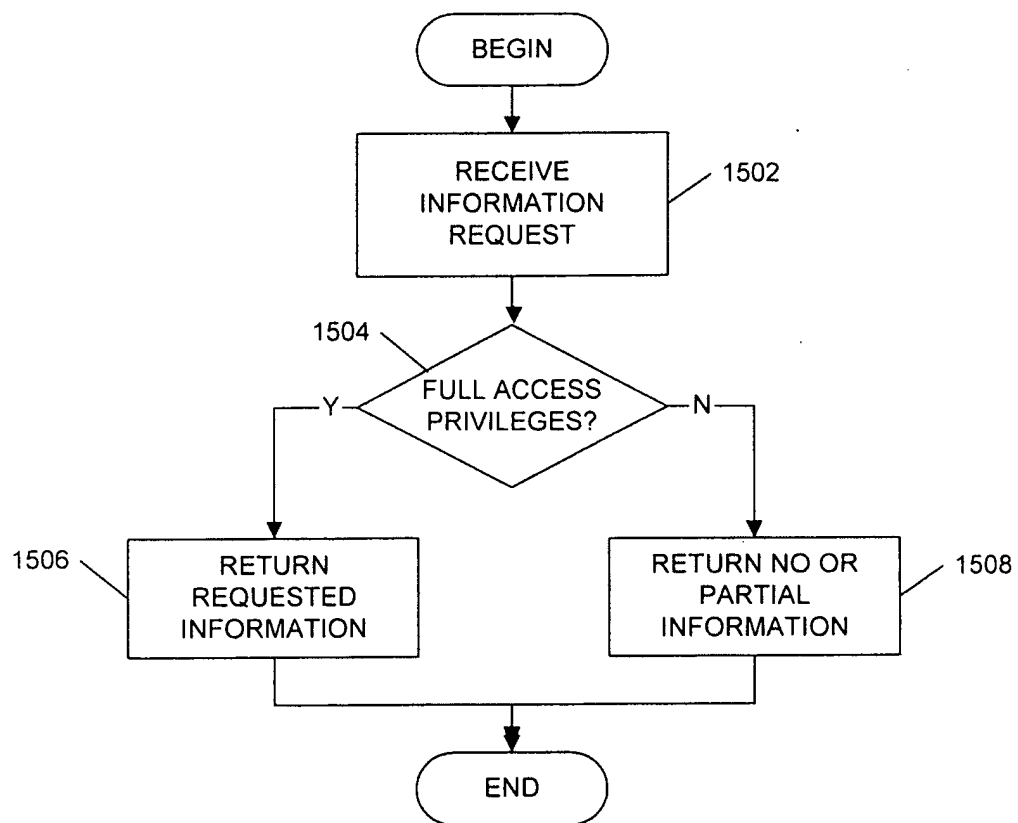 BEGIN
RECEIVE
INFORMATION
REQUEST
1502
1504
FULL ACCESS
PRIVILEGES?
Y
N
1506
RETURN
REQUESTED
INFORMATION
RETURN NO OR
PARTIAL
INFORMATION
1508
END